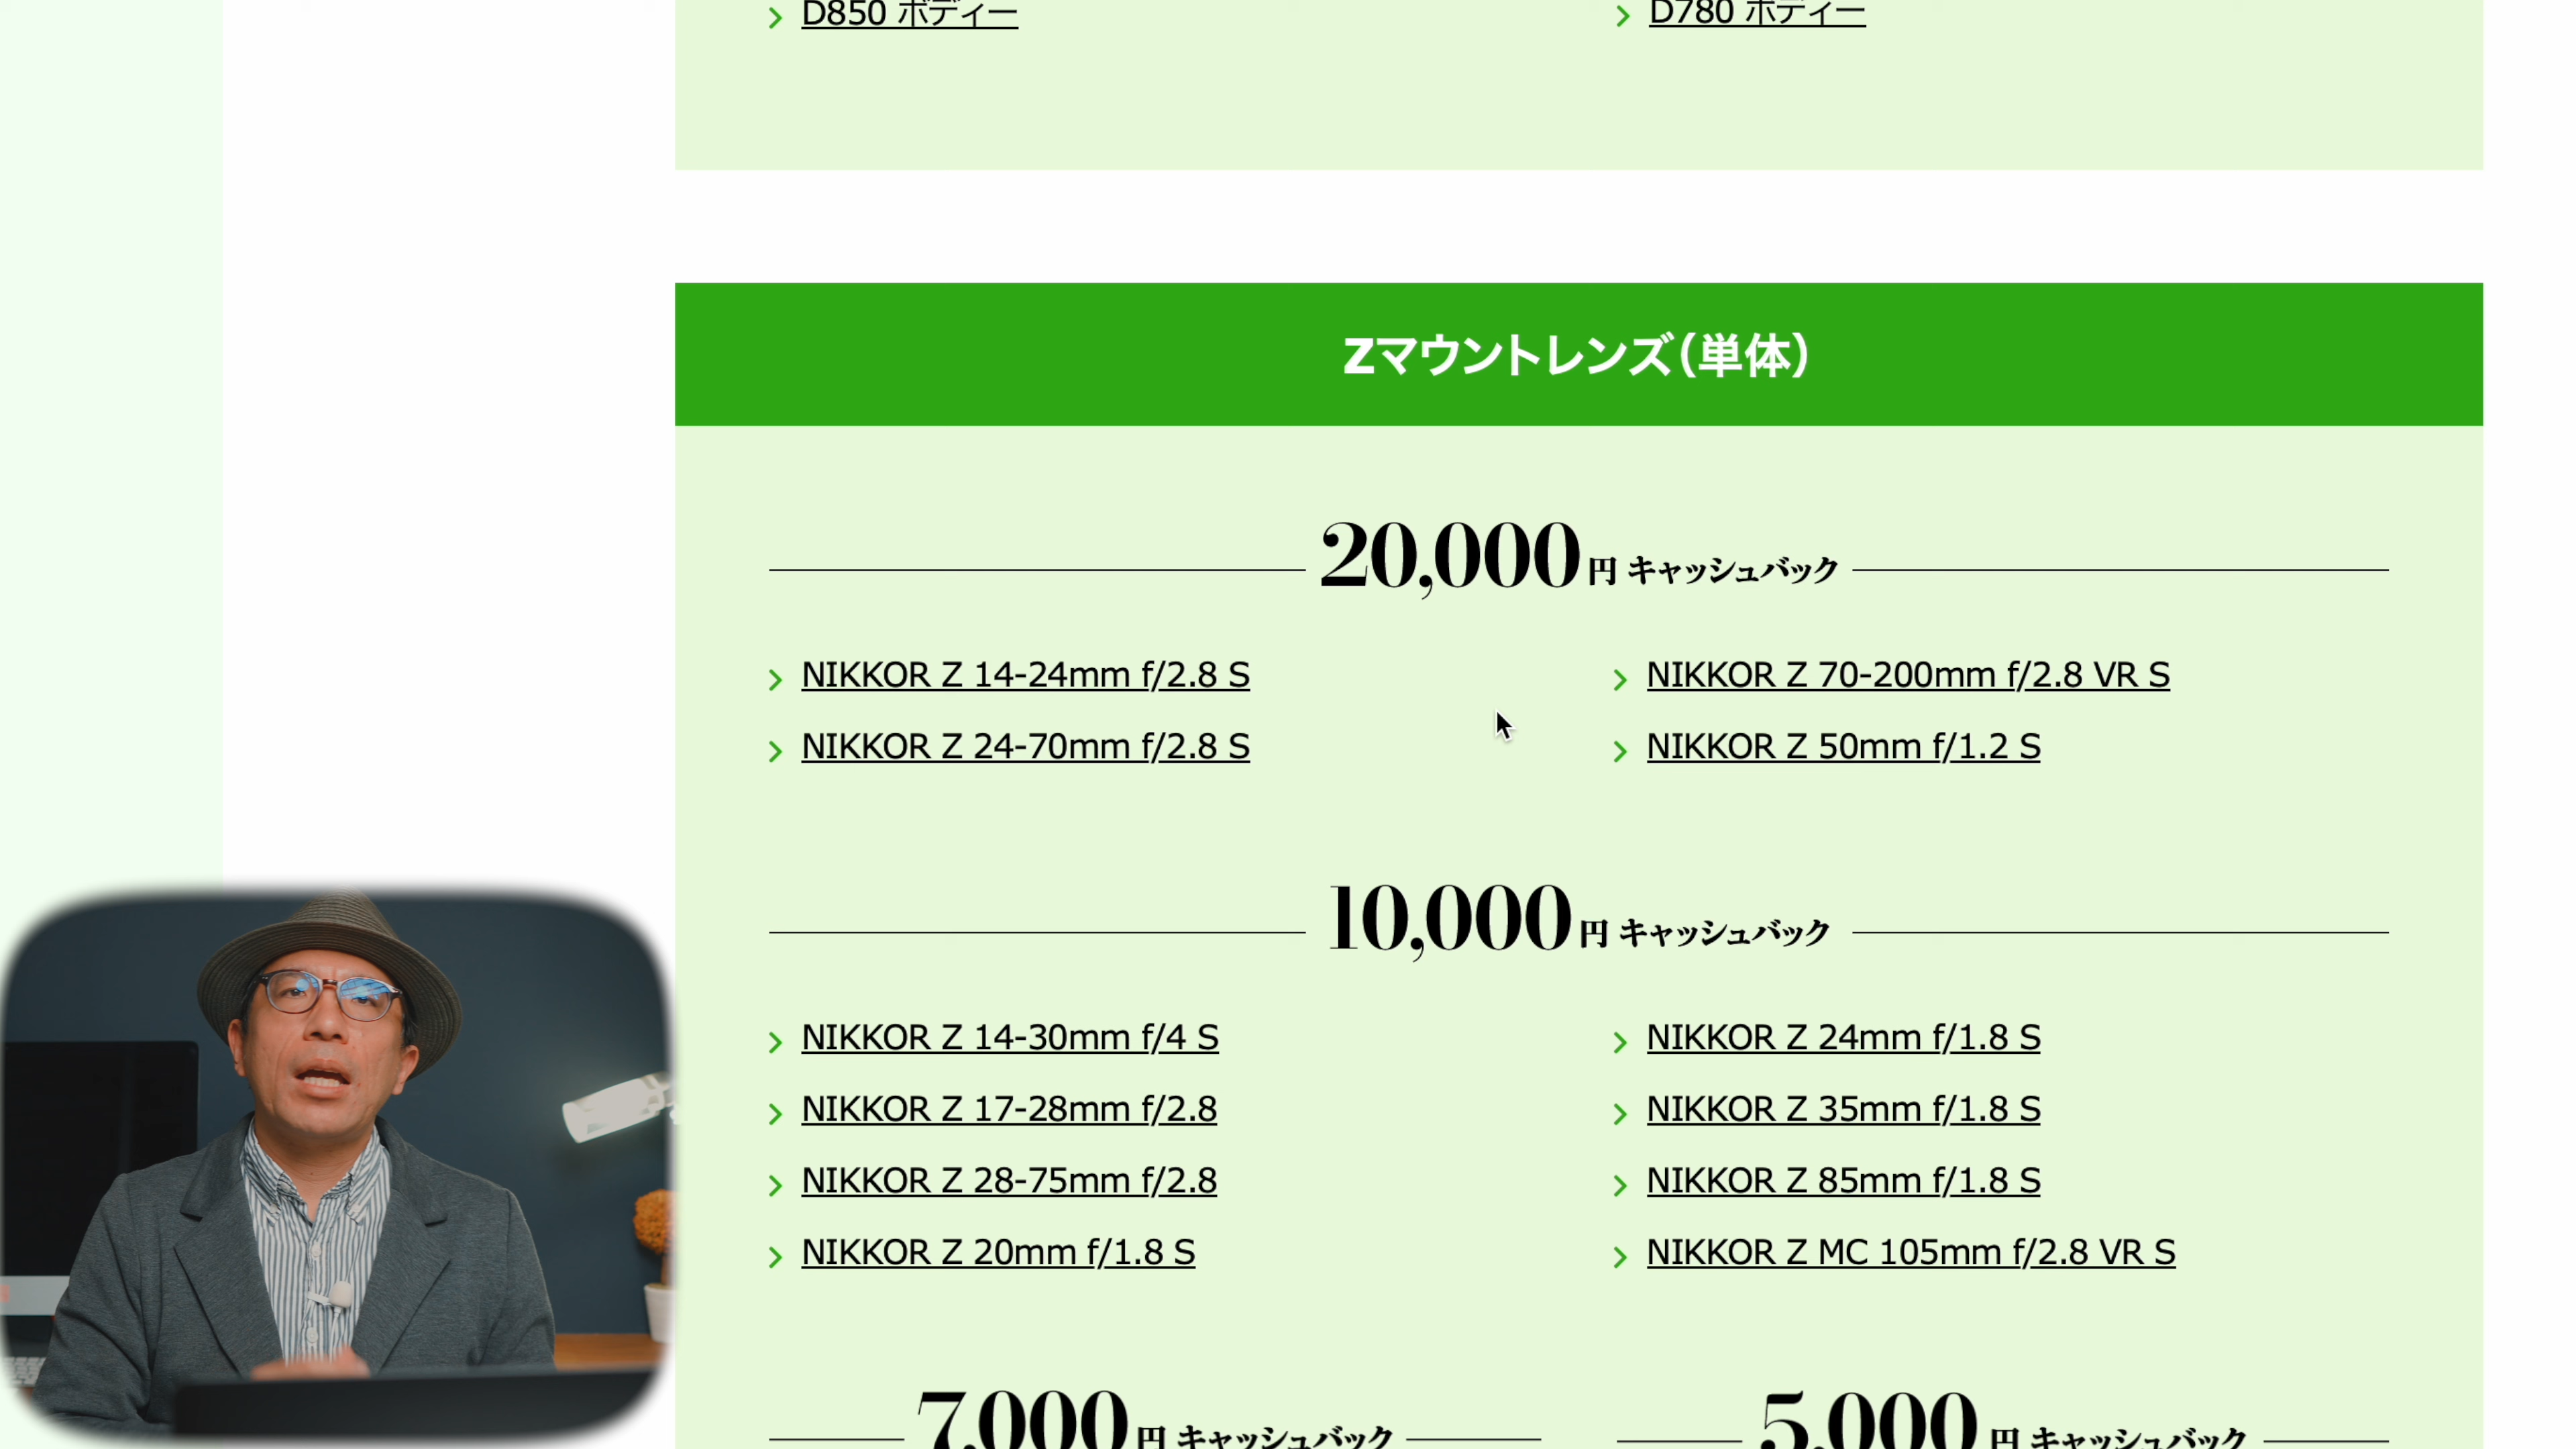 D850 ボディー
D780 ボディー
Zマウントレンズ（単体）
20,000円 キャッシュバック
NIKKOR Z 14-24mm f/2.8 S
NIKKOR Z 70-200mm f/2.8 VR S
NIKKOR Z 24-70mm f/2.8 S
NIKKOR Z 50mm f/1.2 S
10,000円 キャッシュバック
NIKKOR Z 14-30mm f/4 S
NIKKOR Z 24mm f/1.8 S
NIKKOR Z 17-28mm f/2.8
NIKKOR Z 35mm f/1.8 S
NIKKOR Z 28-75mm f/2.8
NIKKOR Z 85mm f/1.8 S
NIKKOR Z 20mm f/1.8 S
NIKKOR Z MC 105mm f/2.8 VR S
7,000円 キャッシュバック
5,000円 キャッシュバック